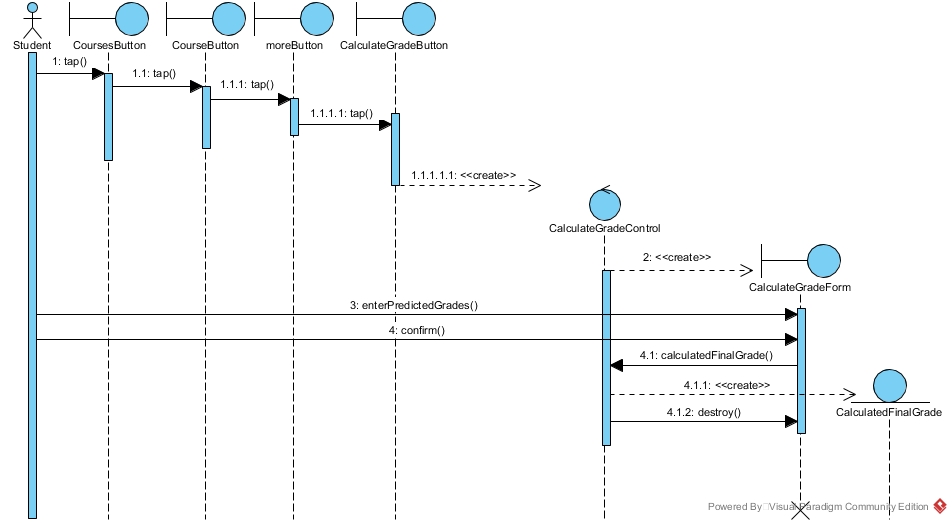 Student
CoursesButton
CourseButton
moreButton
CalculateGradeButton
1: tap()
1.1: tap()
1.1.1: tap()
1.1.1.1: tap()
1.1.1.1.1: <<create>>
CalculateGradeControl
2: <<create>>
CalculateGradeForm
3: enterPredictedGrades()
4: confirm()
4.1: calculatedFinalGrade()
4.1.1: <<create>>
CalculatedFinalGrade
4.1.2: destroy()
Powered By Visual Paradigm Community Edition